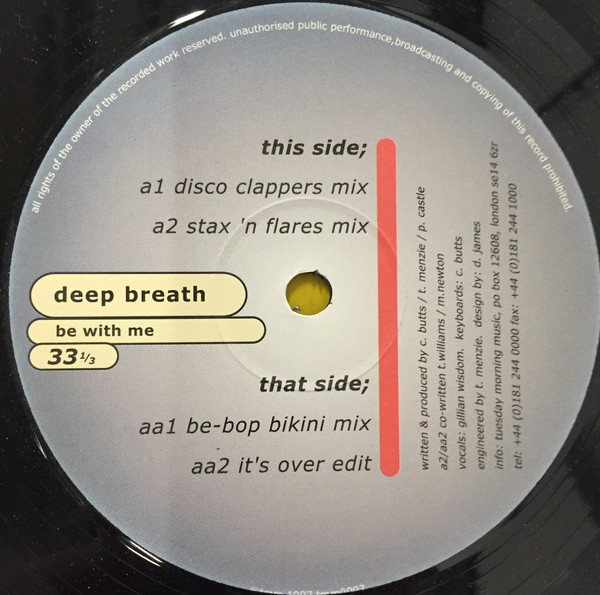 all rights of the owner of the recorded work reserved. unauthorised public performance,broadcasting and copying of this record prohibited.
this side;
a1 disco clappers mix
a2 stax 'n flares mix
deep breath
be with me
33 1/3
that side;
aa1 be-bop bikini mix
aa2 it's over edit
written & produced by c. butts / t. menzie / p. castle
a2/aa2 co-written t.williams / m.newton
vocals: gillian wisdom. keyboards: c. butts
engineered by t. menzie. design by: d. james
info: tuesday morning music, po box 12608, london se14 6zr
tel: +44 (0)181 244 0000 fax: +44 (0)181 244 1000